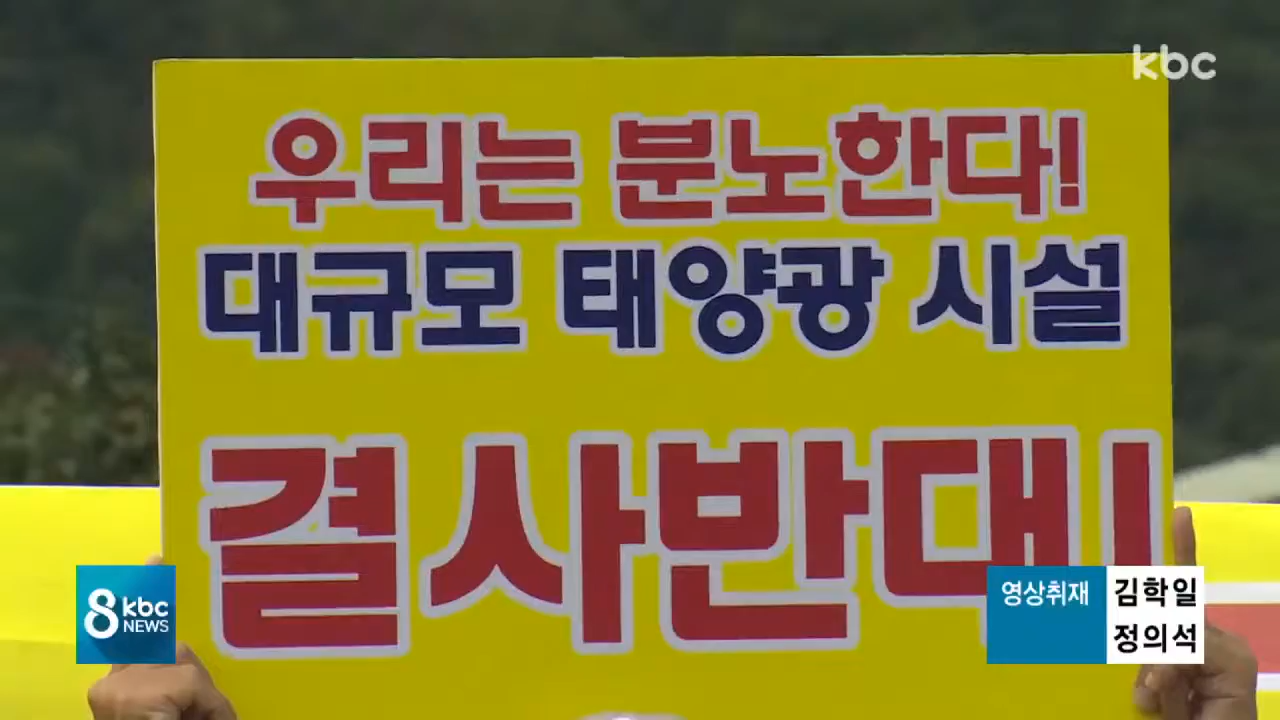 kbc
우리는 분노한다!
대규모 태양광 시설
결사반대!
8 kbc NEWS
영상취재 김학일
정의석